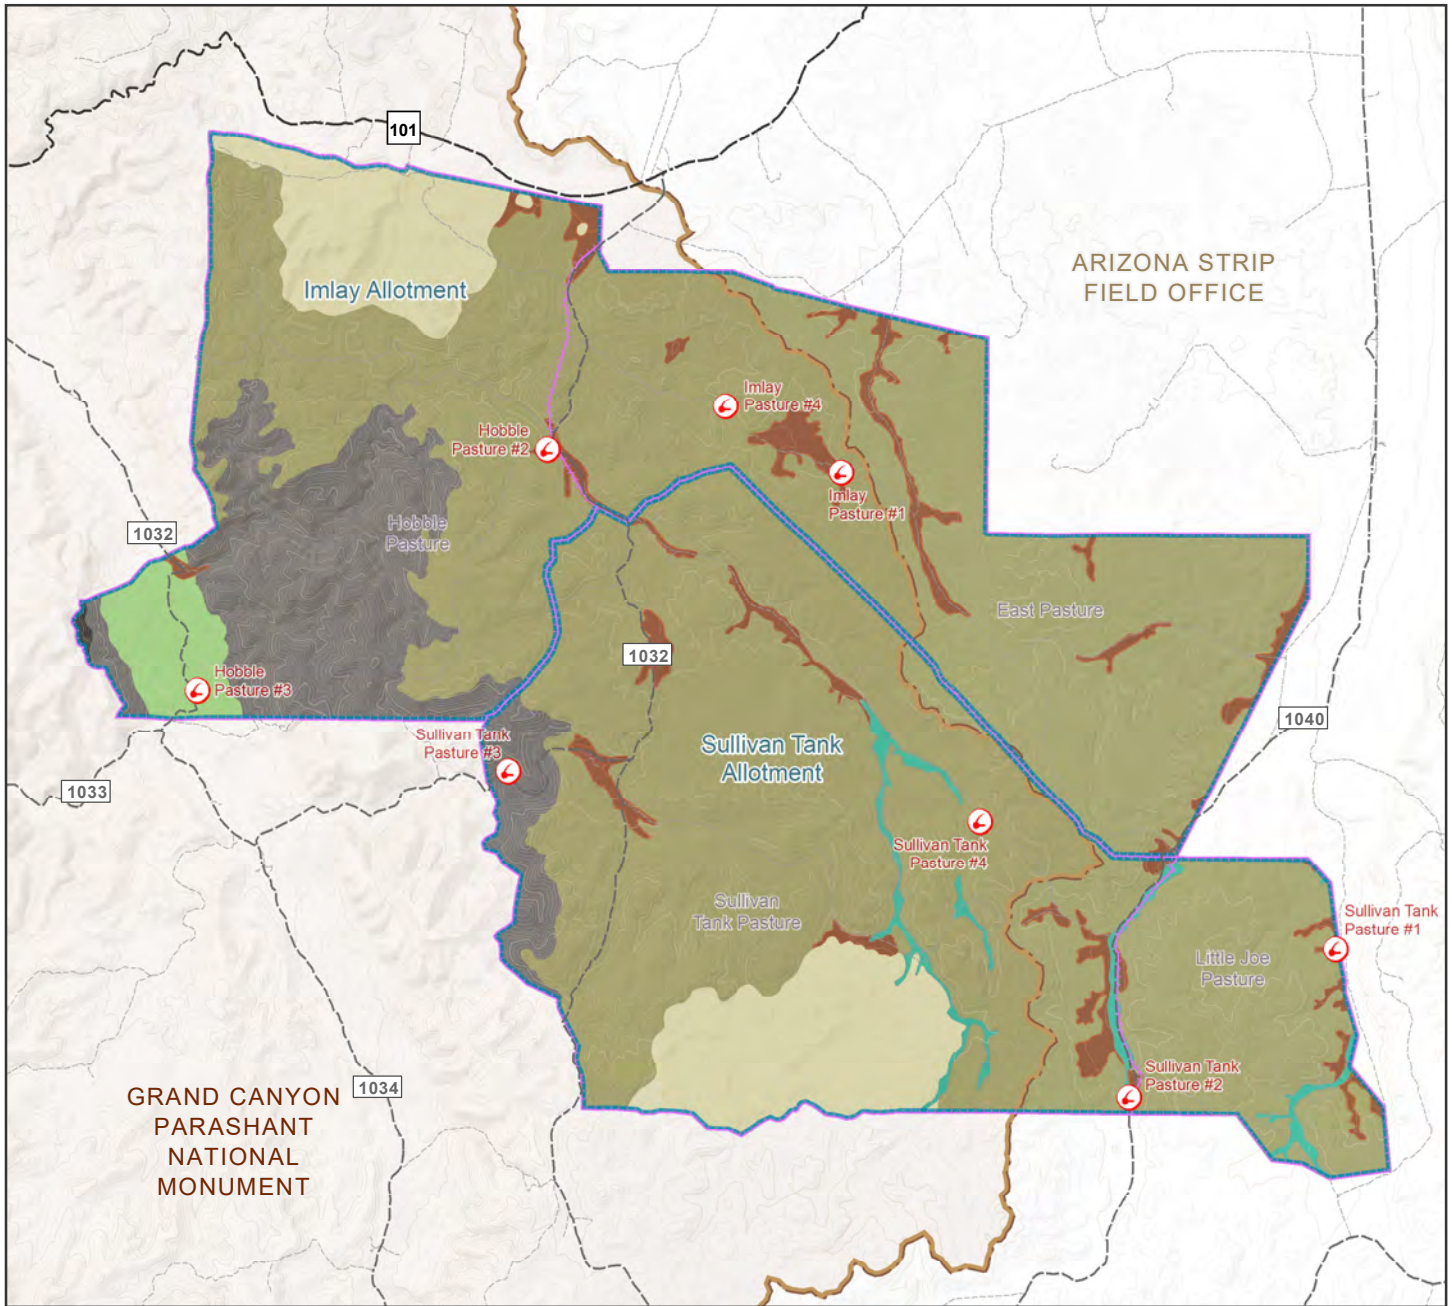 101
ARIZONA STRIP
FIELD OFFICE
Imlay Allotment
Imlay
Pasture #4
Hobble
Pasture #2
Imlay
Pasture #1
Hobble
Pasture
1032
East Pasture
1032
Hobble
Pasture #3
1040
Sullivan Tank
Pasture #3
Sullivan Tank
Allotment
1033
Sullivan Tank
Pasture #4
Sullivan
Tank Pasture
Sullivan Tank
Pasture #1
Little Joe
Pasture
Sullivan Tank
Pasture #2
1034
GRAND CANYON
PARASHANT
NATIONAL
MONUMENT